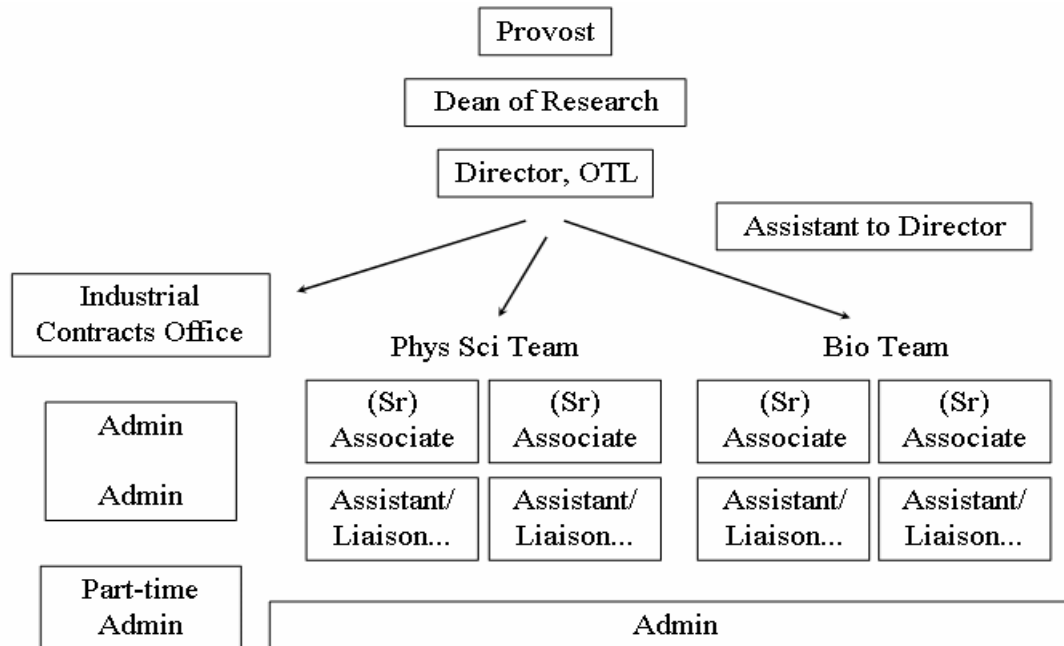 Provost
Dean of Research
Director, OTL
Assistant to Director
Industrial
Contracts Office
Phys Sci Team
Bio Team
(Sr)
Associate
(Sr)
Associate
(Sr)
Associate
(Sr)
Associate
Admin
Admin
Assistant/
Liaison...
Assistant/
Liaison...
Assistant/
Liaison...
Assistant/
Liaison...
Part-time
Admin
Admin